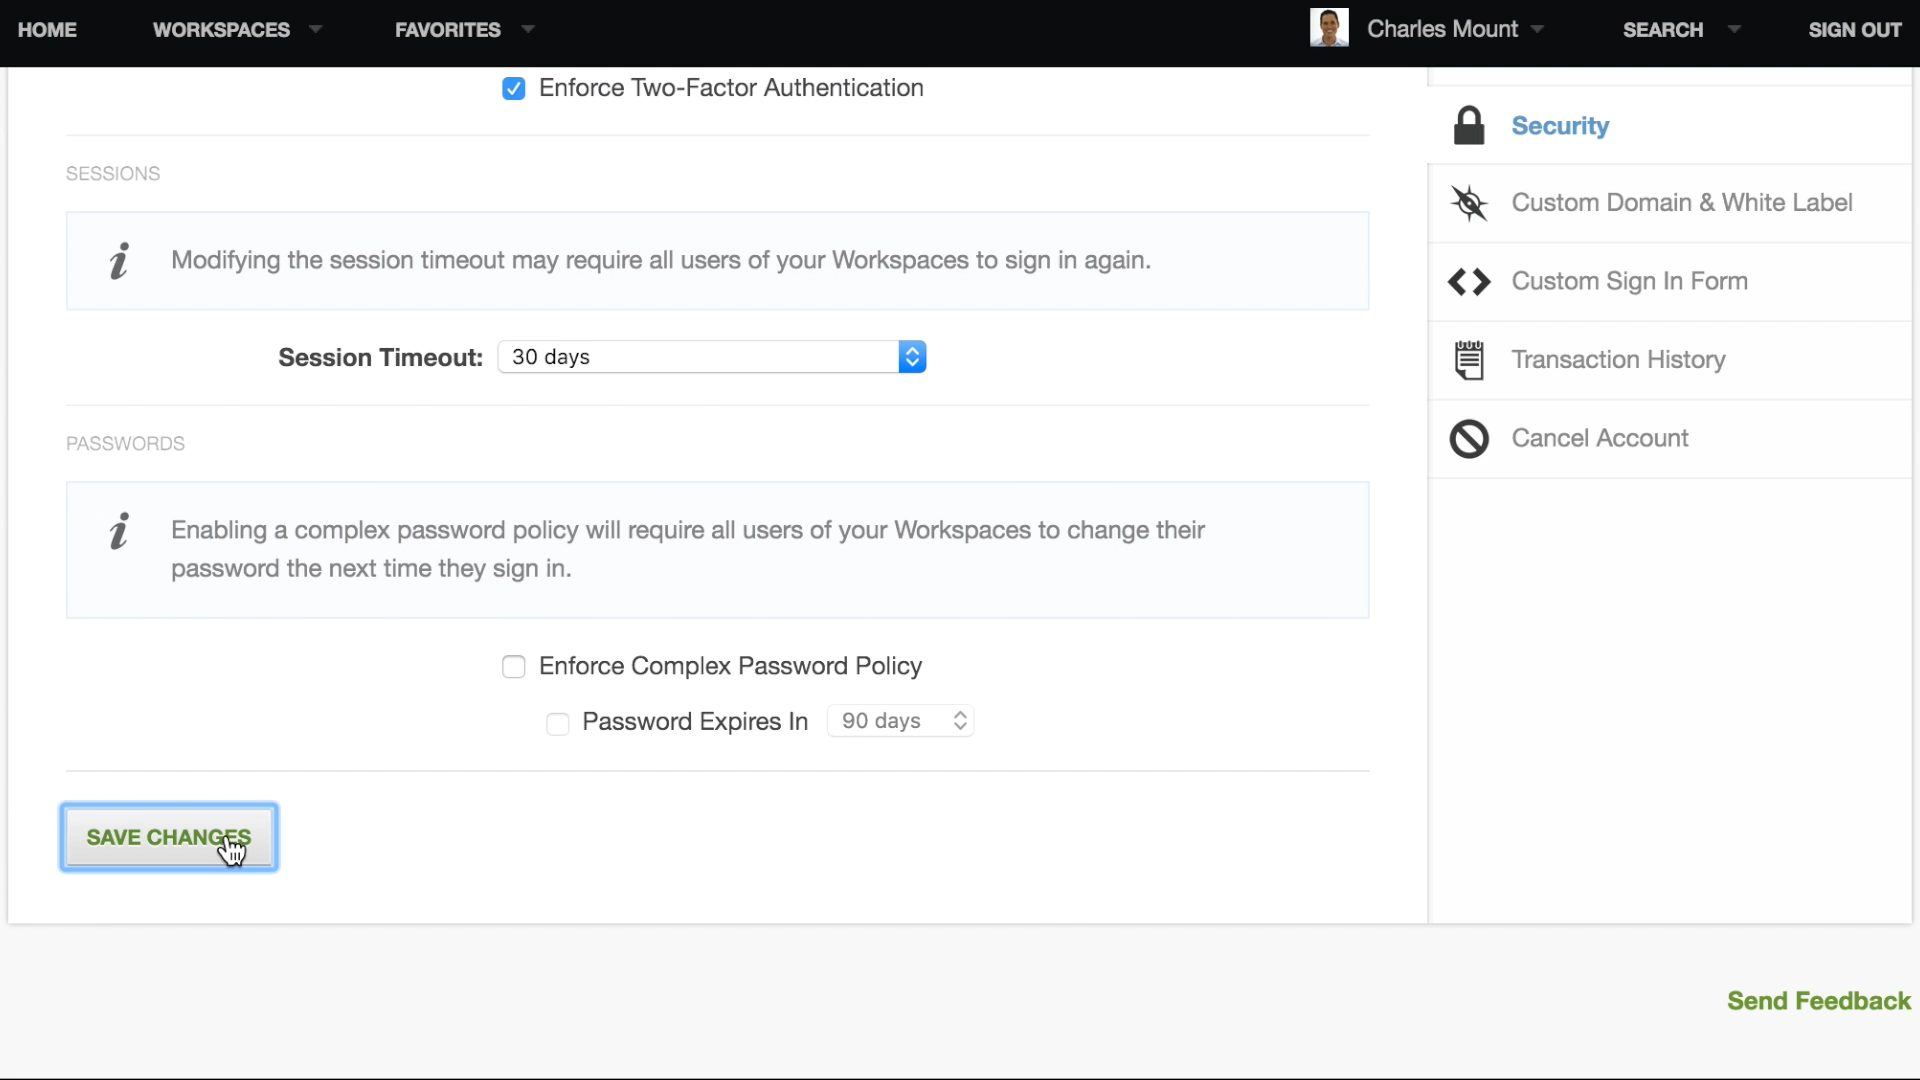 HOME WORKSPACES FAVORITES Charles Mount SEARCH SIGN OUT
Enforce Two-Factor Authentication
SESSIONS
Modifying the session timeout may require all users of your Workspaces to sign in again.
Session Timeout: 30 days
PASSWORDS
Enabling a complex password policy will require all users of your Workspaces to change their
password the next time they sign in.
Enforce Complex Password Policy
Password Expires In 90 days
SAVE CHANGES
Security
Custom Domain & White Label
Custom Sign In Form
Transaction History
Cancel Account
Send Feedback